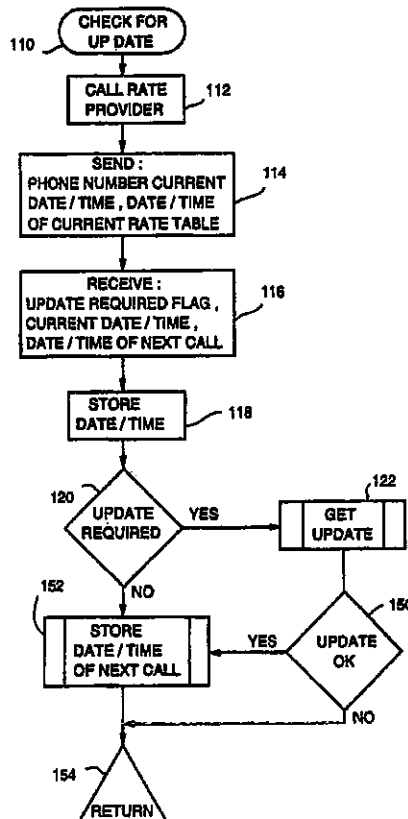 CHECK FOR
UP DATE
110
CALL RATE
PROVIDER
112
SEND :
PHONE NUMBER CURRENT
DATE / TIME , DATE / TIME
OF CURRENT RATE TABLE
114
RECEIVE :
UPDATE REQUIRED FLAG ,
CURRENT DATE / TIME ,
DATE / TIME OF NEXT CALL
116
STORE
DATE / TIME
118
120
UPDATE
REQUIRED
YES
NO
122
GET
UPDATE
150
UPDATE
OK
YES
NO
152
STORE
DATE / TIME
OF NEXT CALL
154
RETURN